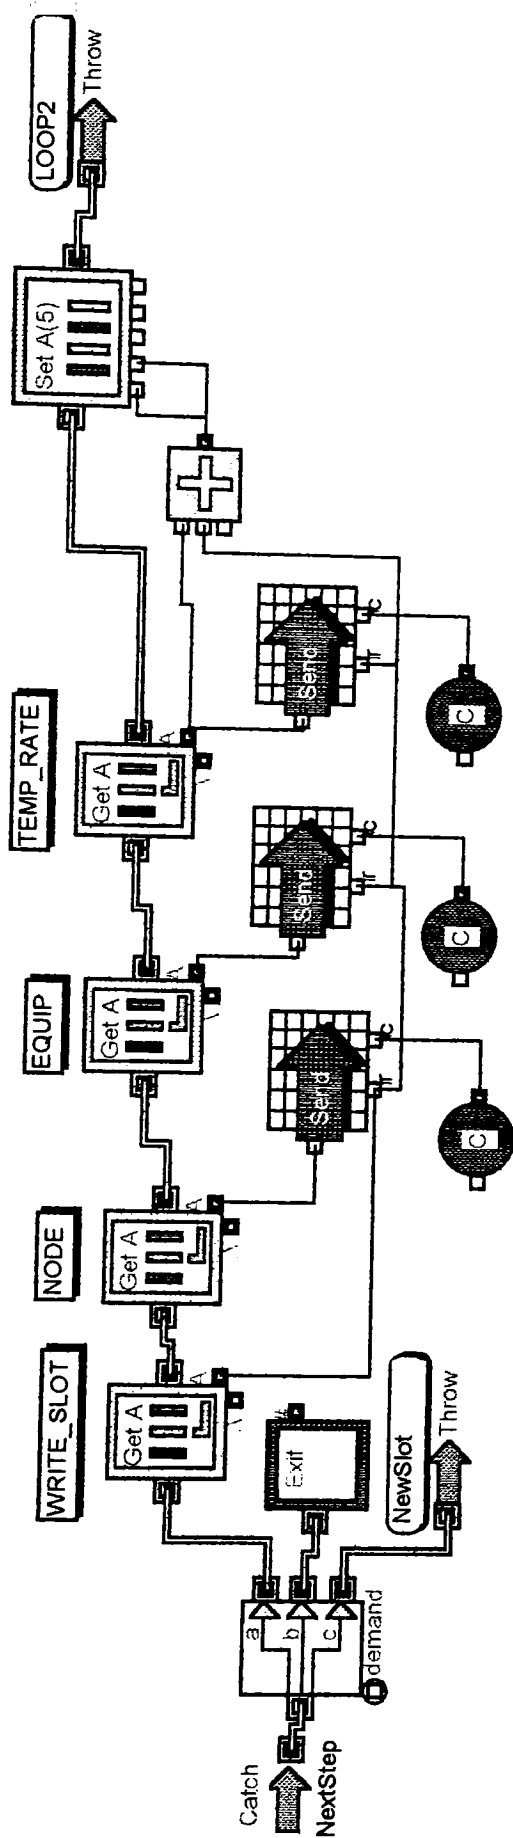 Catch
NextStep
a
b
c
demand
WRITE_SLOT
Get A
A
Exit
#
NewSlot
Throw
NODE
Get A
A
Send
r
c
C
EQUIP
Get A
A
Send
r
c
C
TEMP_RATE
Get A
A
Send
r
c
C
Set A(5)
LOOP2
Throw